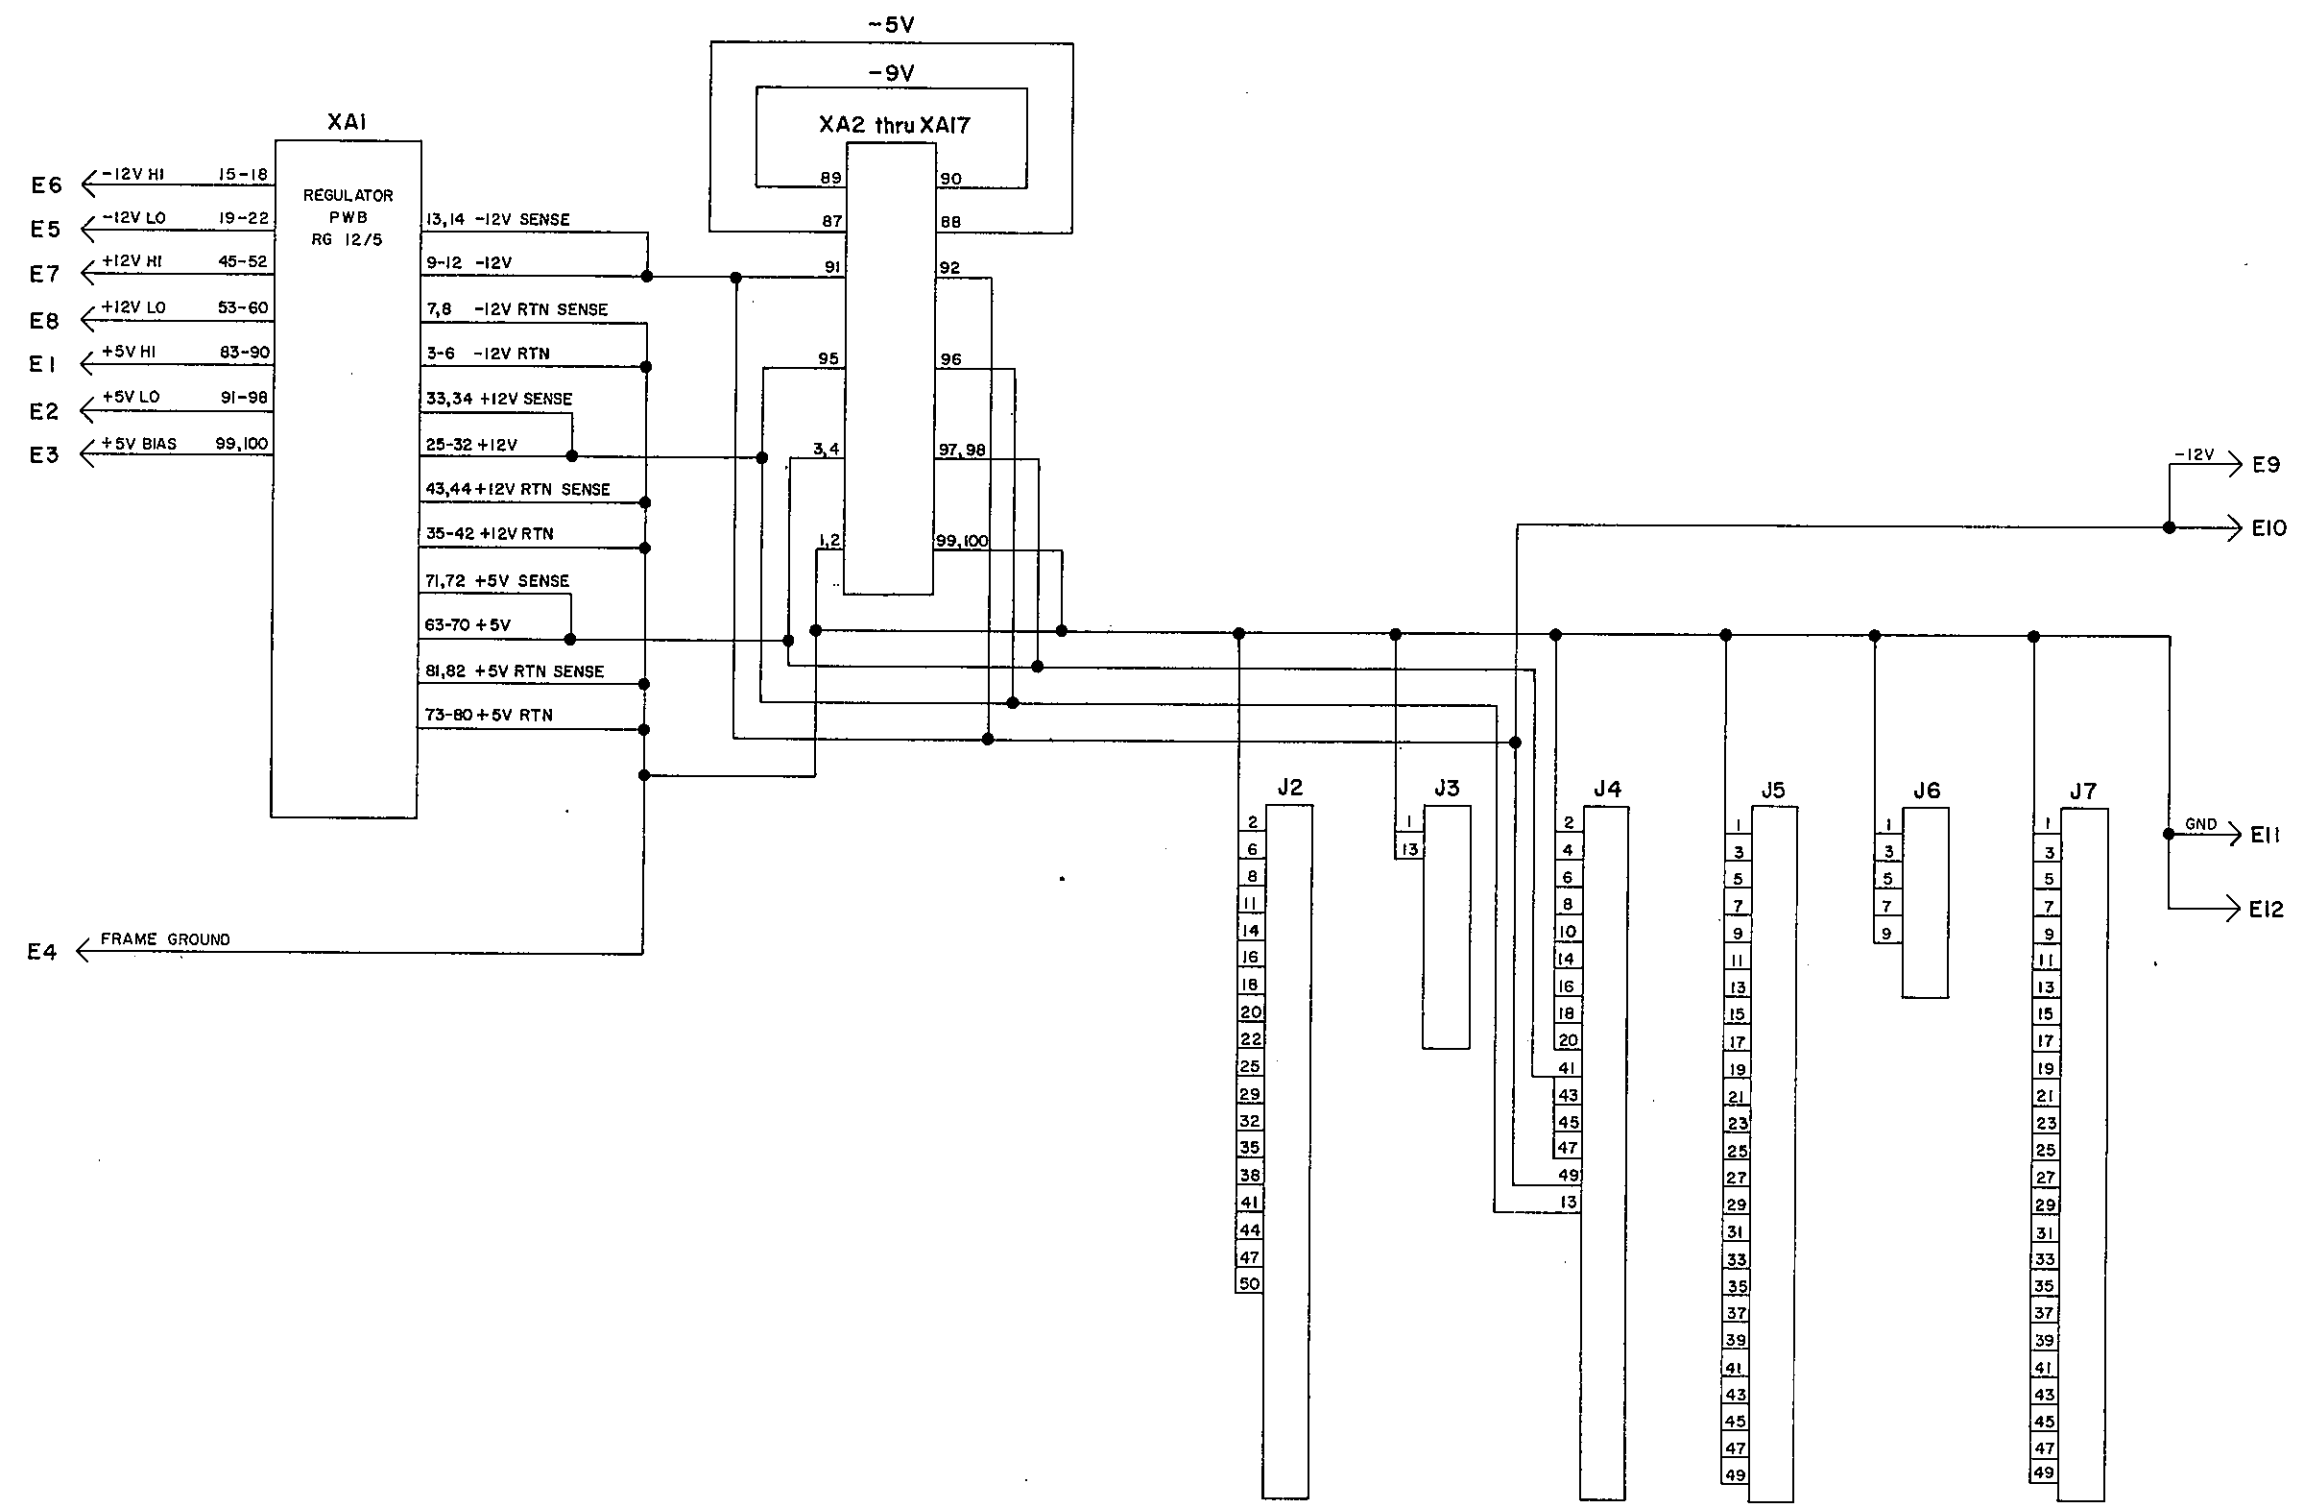 -5V
-9V
XA1
XA2 thru XA17
E6 -12V HI 15-18
E5 -12V LO 19-22
E7 +12V HI 45-52
E8 +12V LO 53-60
E1 +5V HI 83-90
E2 +5V LO 91-98
E3 +5V BIAS 99,100
REGULATOR
PWB
RG 12/5
13,14 -12V SENSE
9-12 -12V
7,8 -12V RTN SENSE
3-6 -12V RTN
33,34 +12V SENSE
25-32 +12V
43,44 +12V RTN SENSE
35-42 +12V RTN
71,72 +5V SENSE
63-70 +5V
81,82 +5V RTN SENSE
73-80 +5V RTN
E4 FRAME GROUND
89 90
87 88
91 92
95 96
3,4 97,98
1,2 99,100
-12V E9
E10
GND E11
E12
J2
2
6
8
11
14
16
18
20
22
25
29
32
35
38
41
44
47
50
J3
1
13
J4
2
4
6
8
10
14
16
18
20
41
43
45
47
49
13
J5
1
3
5
7
9
11
13
15
17
19
21
23
25
27
29
31
33
35
37
39
41
43
45
47
49
J6
1
3
5
7
9
J7
1
3
5
7
9
11
13
15
17
19
21
23
25
27
29
31
33
35
37
39
41
43
45
47
49